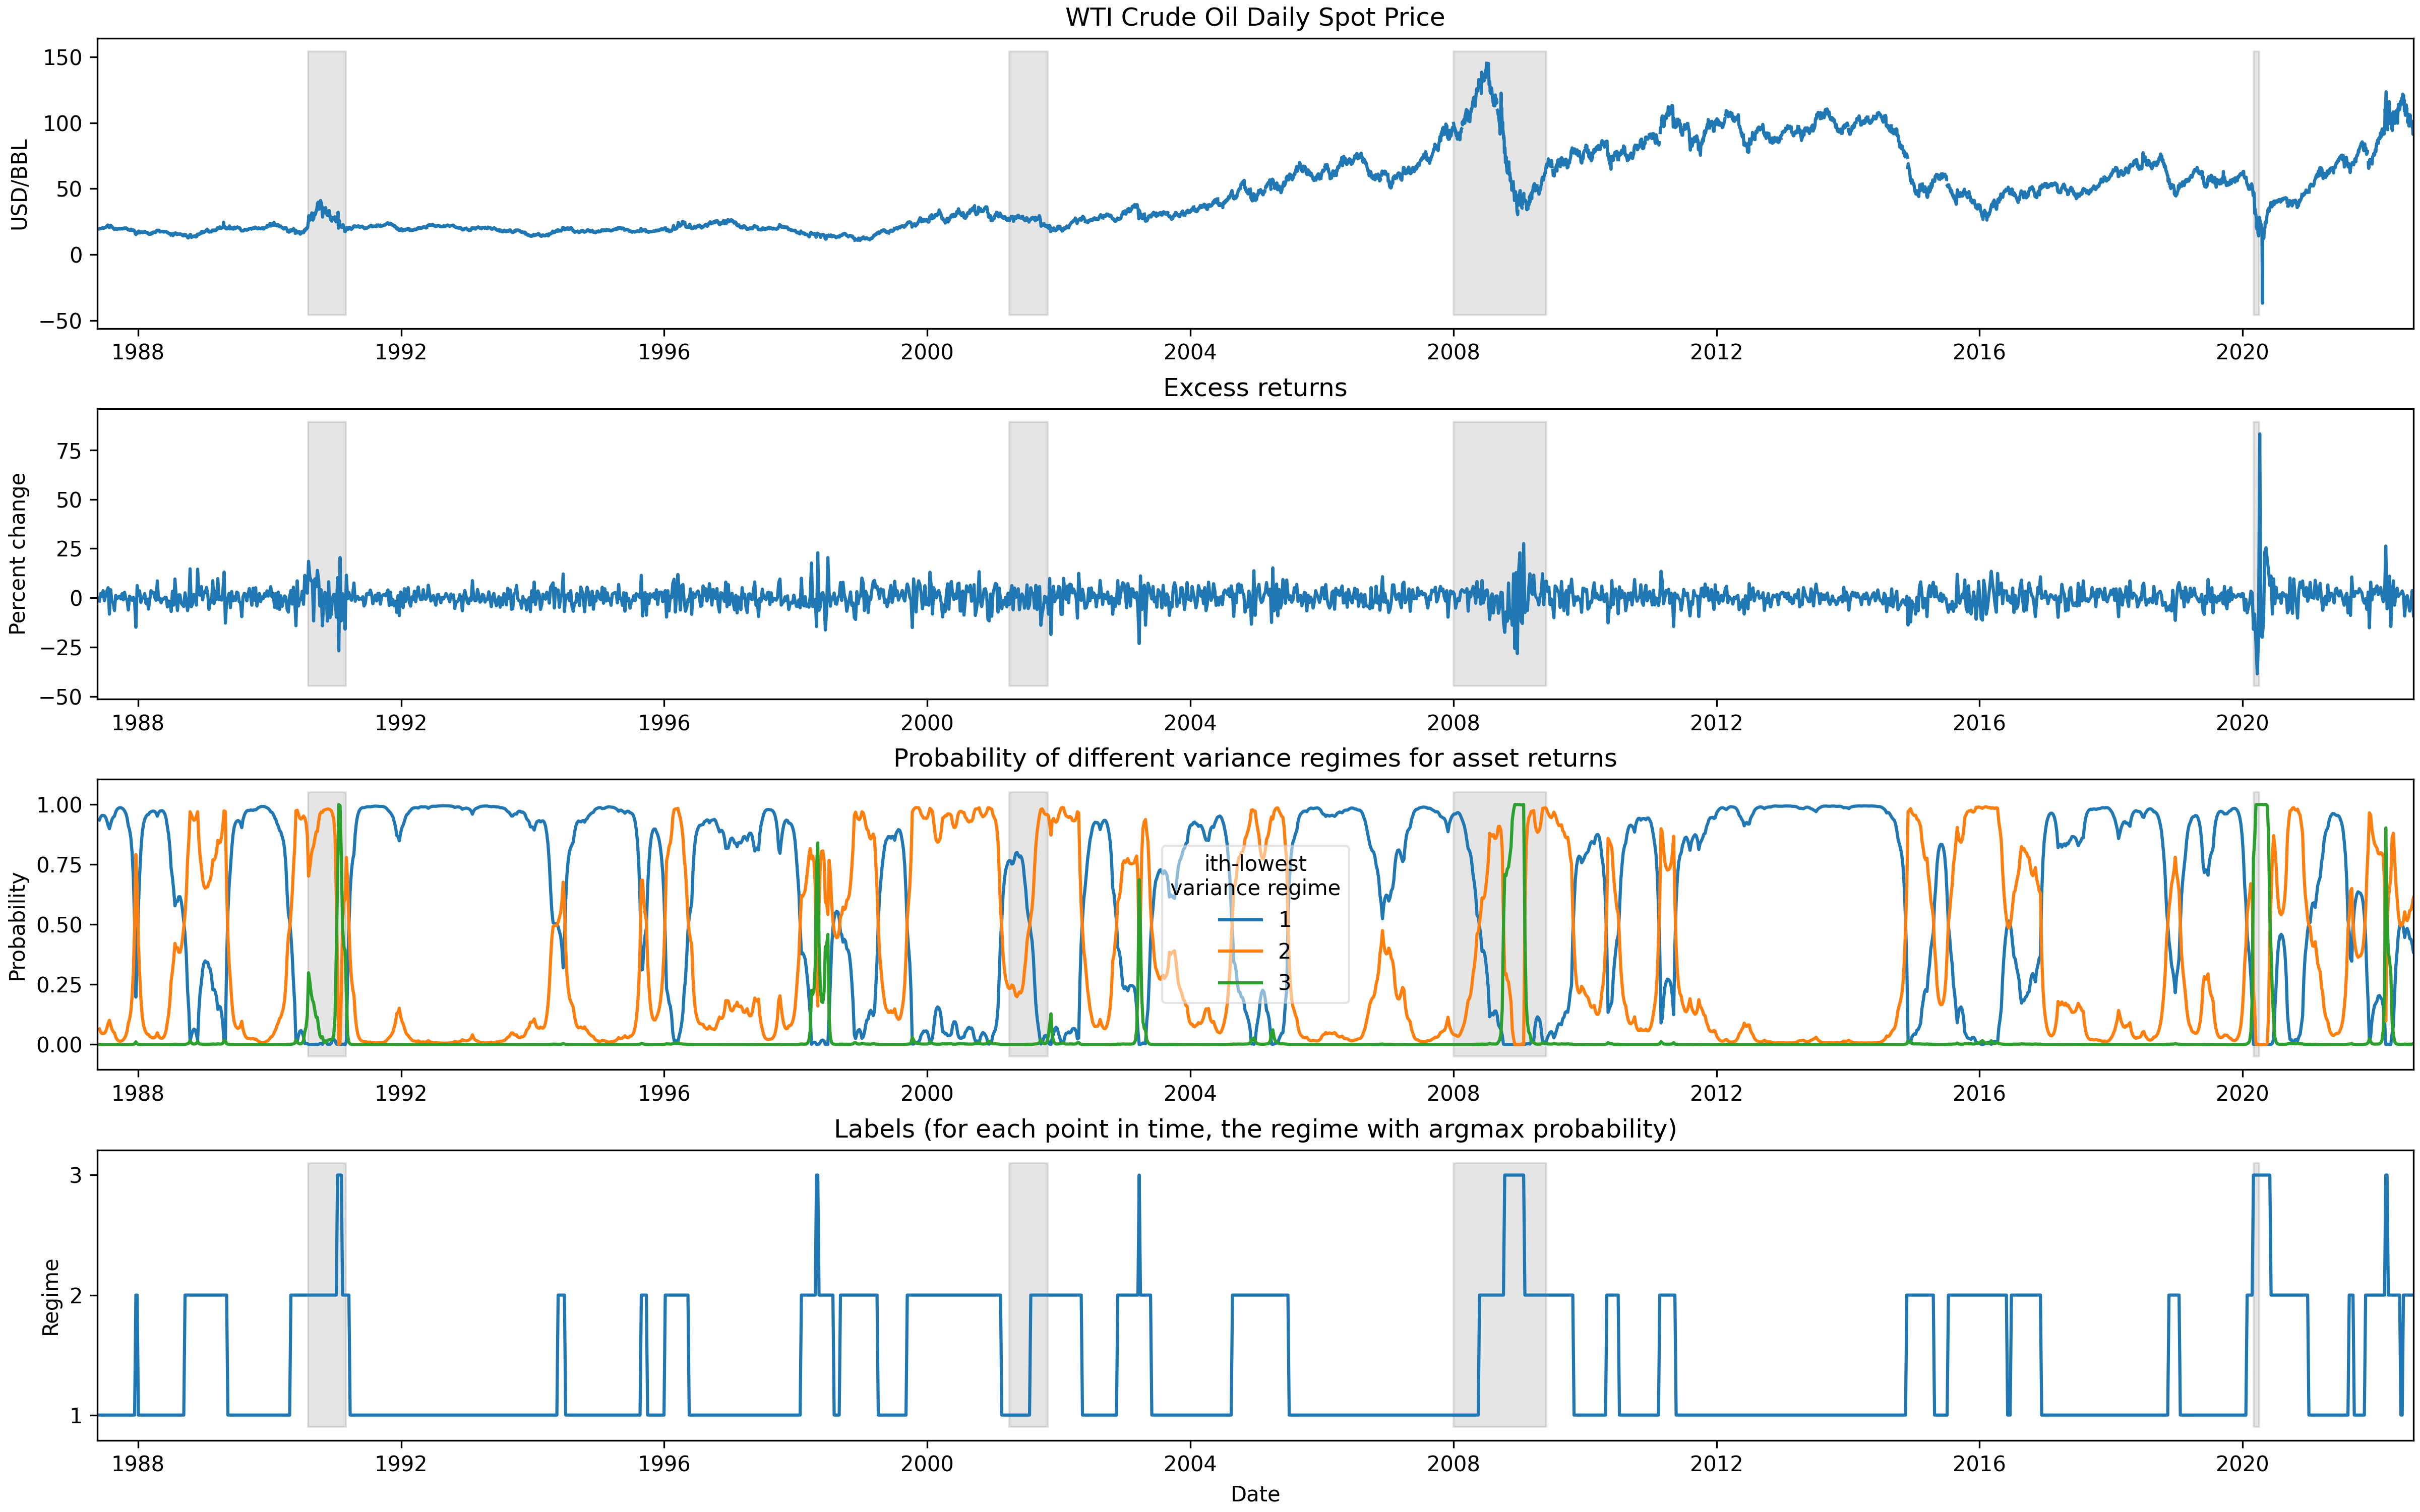 WTI Crude Oil Daily Spot Price
USD/BBL
150
100
50
0
−50
1988 1992 1996 2000 2004 2008 2012 2016 2020
Excess returns
Percent change
75
50
25
0
−25
−50
1988 1992 1996 2000 2004 2008 2012 2016 2020
Probability of different variance regimes for asset returns
Probability
1.00
0.75
0.50
0.25
0.00
ith-lowest
variance regime
1
2
3
1988 1992 1996 2000 2004 2008 2012 2016 2020
Labels (for each point in time, the regime with argmax probability)
Regime
3
2
1
1988 1992 1996 2000 2004 2008 2012 2016 2020
Date